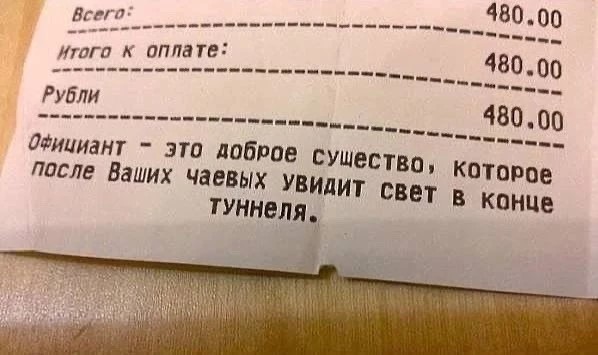 Всего: 480.00
Итого к оплате: 480.00
Рубли 480.00
Официант - это доброе существо, которое
после Ваших чаевых увидит свет в конце
туннеля.